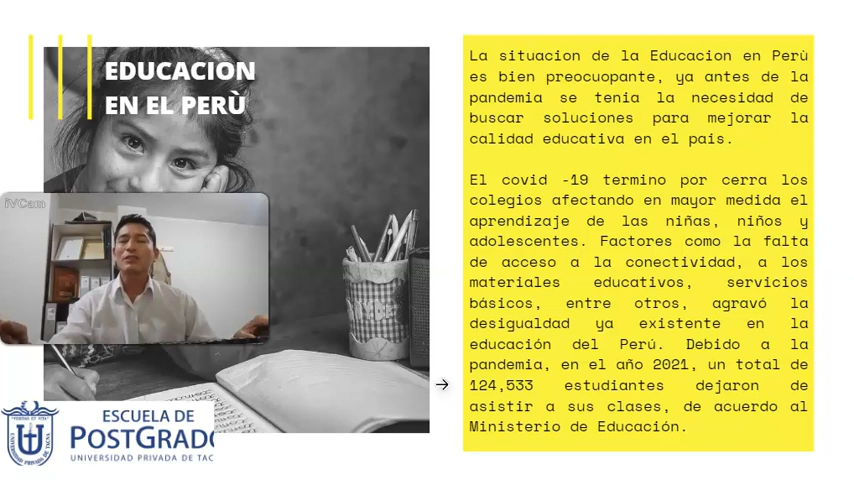 EDUCACION
EN EL PERÙ
iVCam
ESCUELA DE
POSTGRADO
UNIVERSIDAD PRIVADA DE TAC
La situacion de la Educacion en Perù
es bien preocuopante, ya antes de la
pandemia se tenia la necesidad de
buscar soluciones para mejorar la
calidad educativa en el pais.
El covid -19 termino por cerra los
colegios afectando en mayor medida el
aprendizaje de las niñas, niños y
adolescentes. Factores como la falta
de acceso a la conectividad, a los
materiales educativos, servicios
básicos, entre otros, agravó la
desigualdad ya existente en la
educación del Perú. Debido a la
pandemia, en el año 2021, un total de
124,533 estudiantes dejaron de
asistir a sus clases, de acuerdo al
Ministerio de Educación.